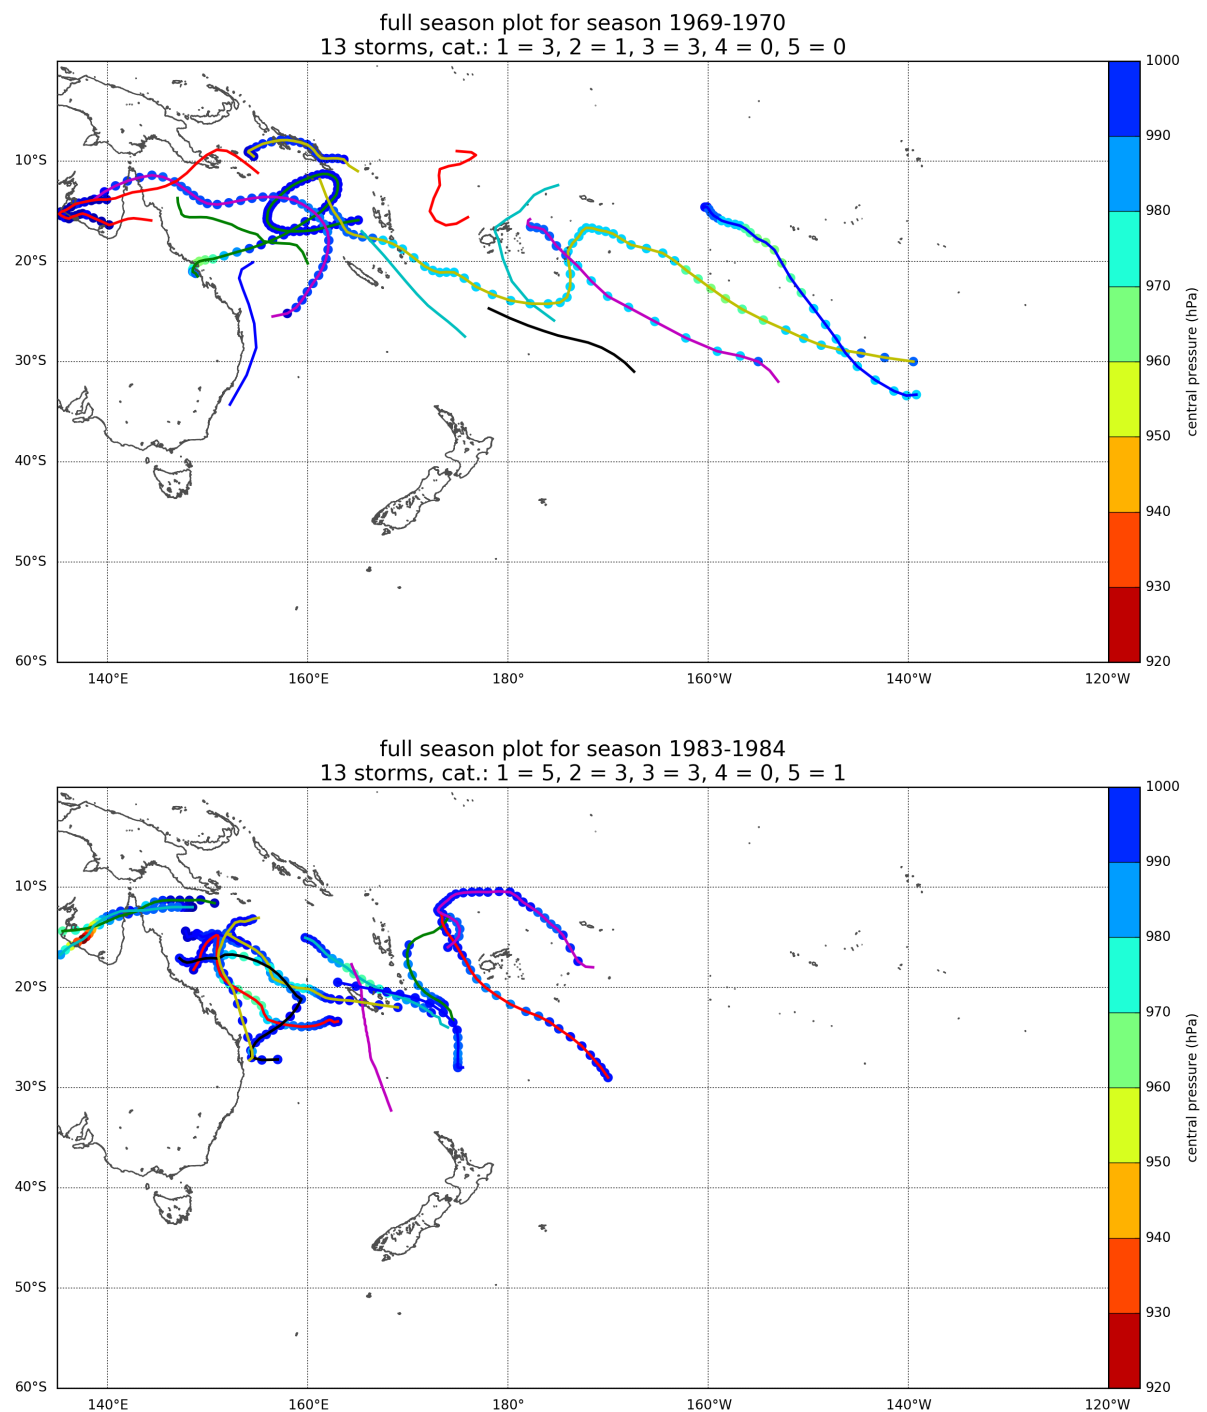 full season plot for season 1969-1970
13 storms, cat.: 1 = 3, 2 = 1, 3 = 3, 4 = 0, 5 = 0
10°S
20°S
30°S
40°S
50°S
60°S
140°E
160°E
180°
160°W
140°W
120°W
1000
990
980
970
960
950
940
930
920
central pressure (hPa)
full season plot for season 1983-1984
13 storms, cat.: 1 = 5, 2 = 3, 3 = 3, 4 = 0, 5 = 1
10°S
20°S
30°S
40°S
50°S
60°S
140°E
160°E
180°
160°W
140°W
120°W
1000
990
980
970
960
950
940
930
920
central pressure (hPa)